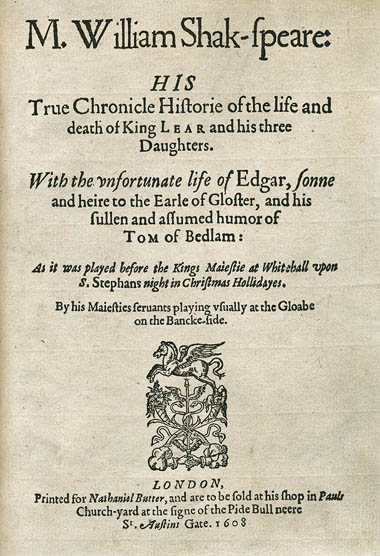 M. William Shak-ſpeare:
HIS
True Chronicle Hiſtorie of the life and
death of King LEAR and his three
Daughters.
With the vnfortunate life of Edgar, ſonne
and heire to the Earle of Gloſter, and his
ſullen and aſſumed humor of
TOM of Bedlam:
As it was played before the Kings Maieſtie at Whitehall vpon
S. Stephans night in Chriſtmas Hollidayes.
By his Maieſties ſeruants playing vſually at the Gloabe
on the Bancke-ſide.
LONDON,
Printed for Nathaniel Butter, and are to be ſold at his ſhop in Pauls
Church-yard at the ſigne of the Pide Bull neere
St. Auſtins Gate. 1608